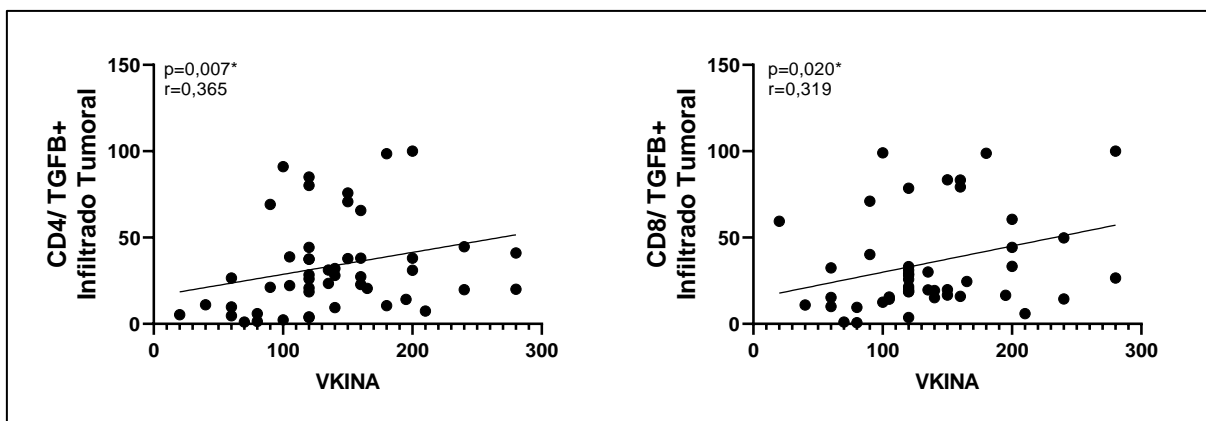 p=0,007*
r=0,365
CD4/ TGFB+
Infiltrado Tumoral
150
100
50
0
0
100
200
300
VKINA
p=0,020*
r=0,319
CD8/ TGFB+
Infiltrado Tumoral
150
100
50
0
0
100
200
300
VKINA